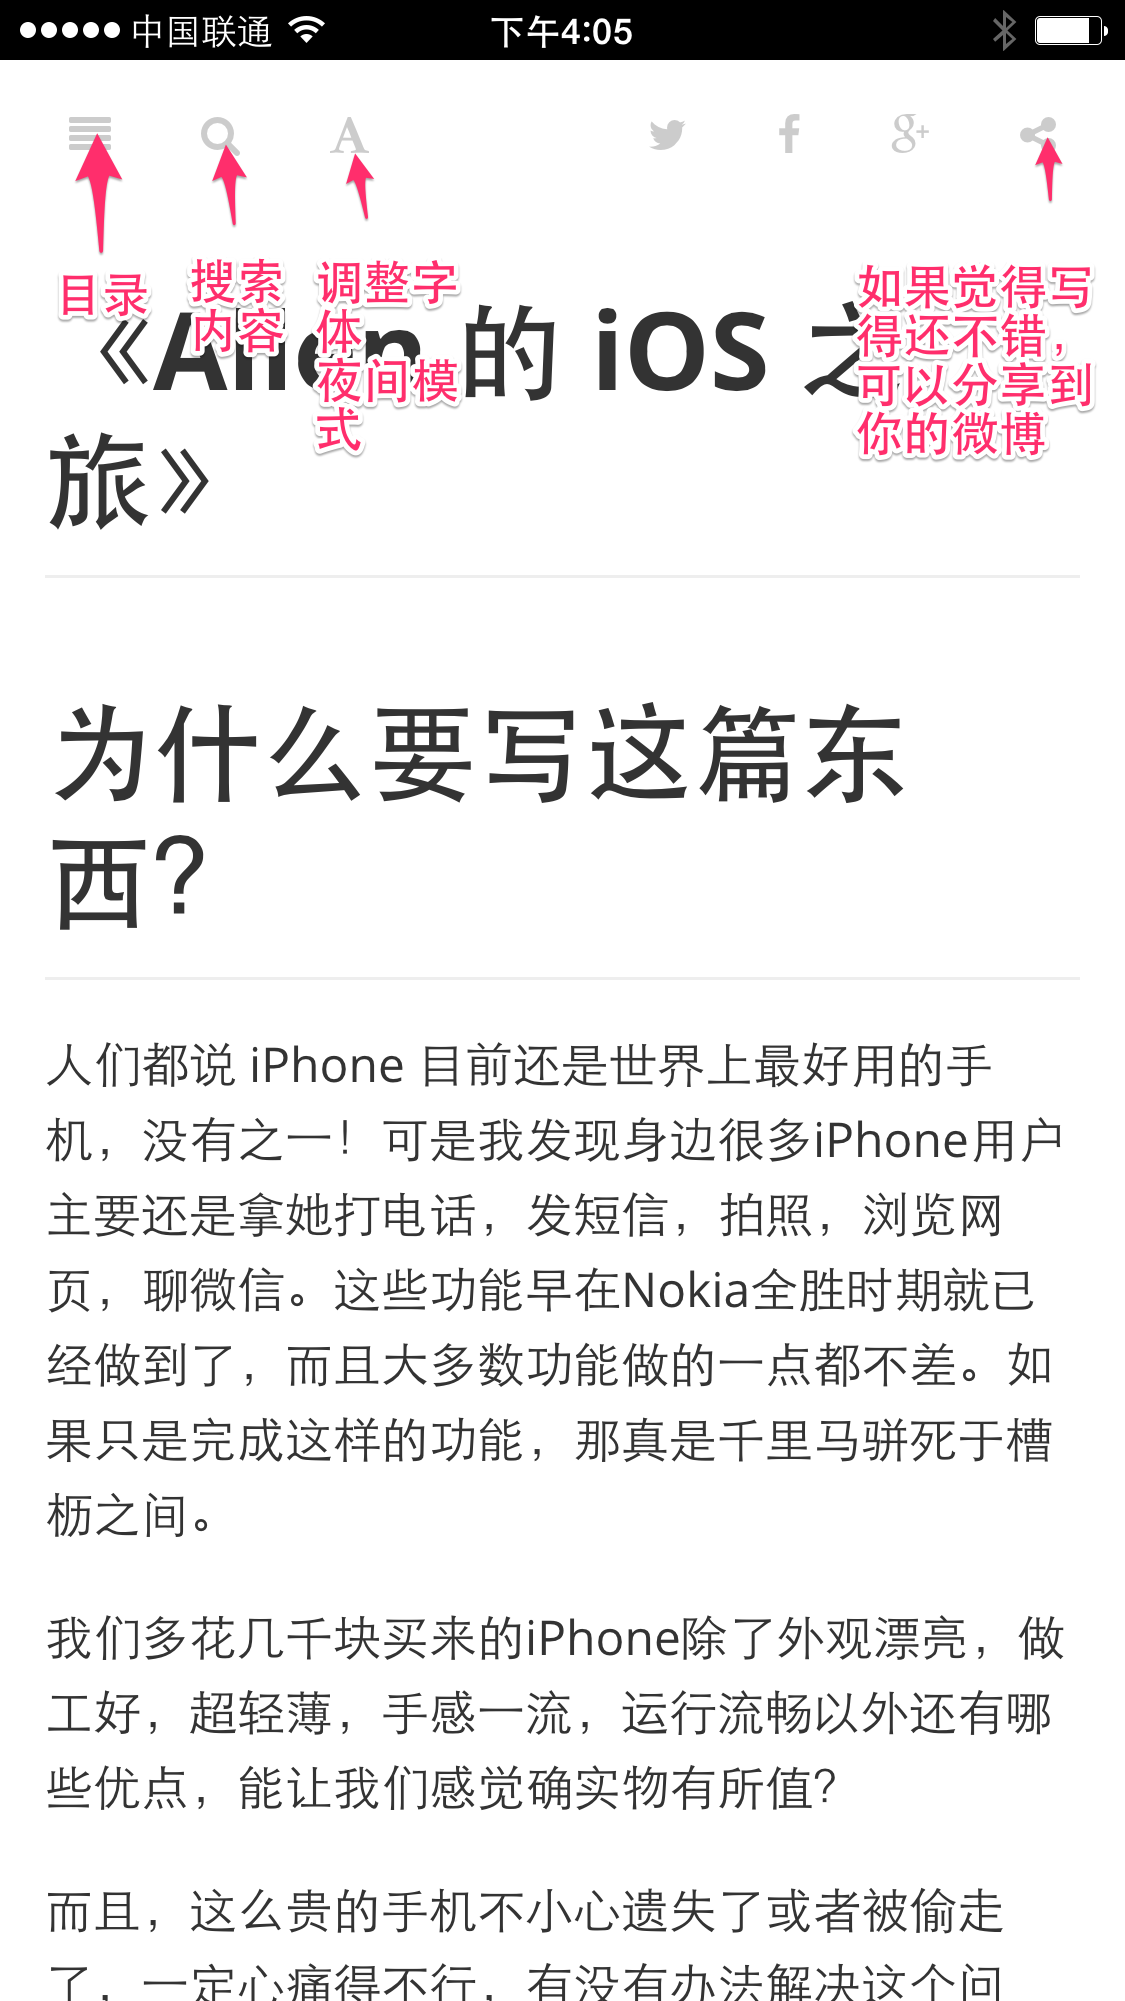 中国联通 下午4:05
A g+
目录
搜索
内容
调整字
体
夜间模
式
如果觉得写
得还不错，
可以分享到
你的微博
《Allen 的 iOS 之
旅》
为什么要写这篇东
西？
人们都说 iPhone 目前还是世界上最好用的手
机，没有之一！可是我发现身边很多iPhone用户
主要还是拿她打电话，发短信，拍照，浏览网
页，聊微信。这些功能早在Nokia全胜时期就已
经做到了，而且大多数功能做的一点都不差。如
果只是完成这样的功能，那真是千里马骈死于槽
枥之间。
我们多花几千块买来的iPhone除了外观漂亮，做
工好，超轻薄，手感一流，运行流畅以外还有哪
些优点，能让我们感觉确实物有所值？
而且，这么贵的手机不小心遗失了或者被偷走
了，一定心痛得不行，有没有办法解决这个问